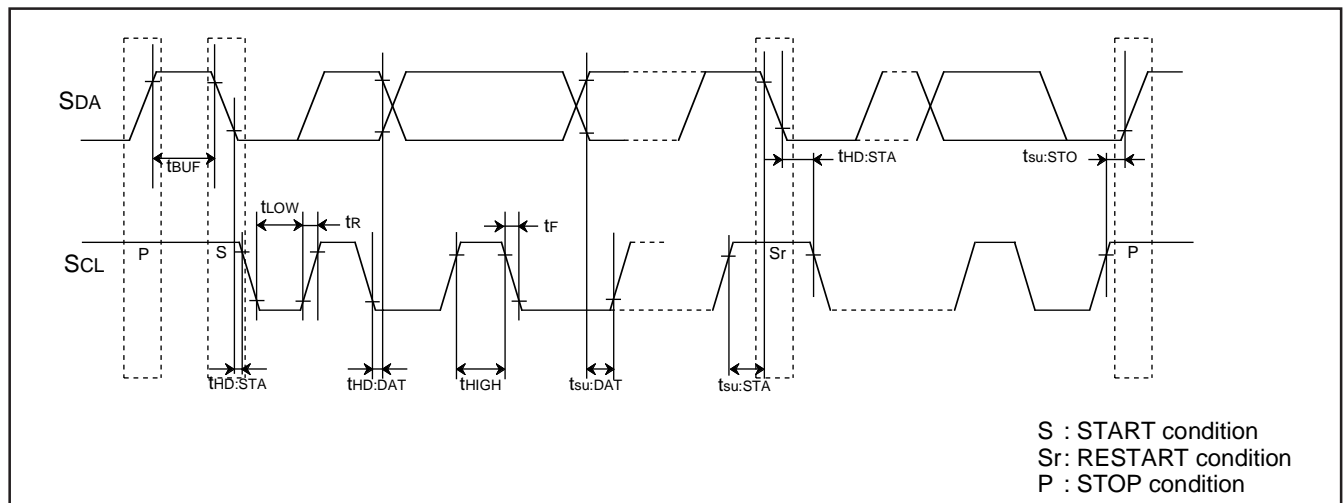 SDA
tBUF
tHD:STA
tsu:STO
tLOW
tR
tF
SCL
P
S
Sr
P
tHD:STA
tHD:DAT
tHIGH
tsu:DAT
tsu:STA
S : START condition
Sr: RESTART condition
P : STOP condition